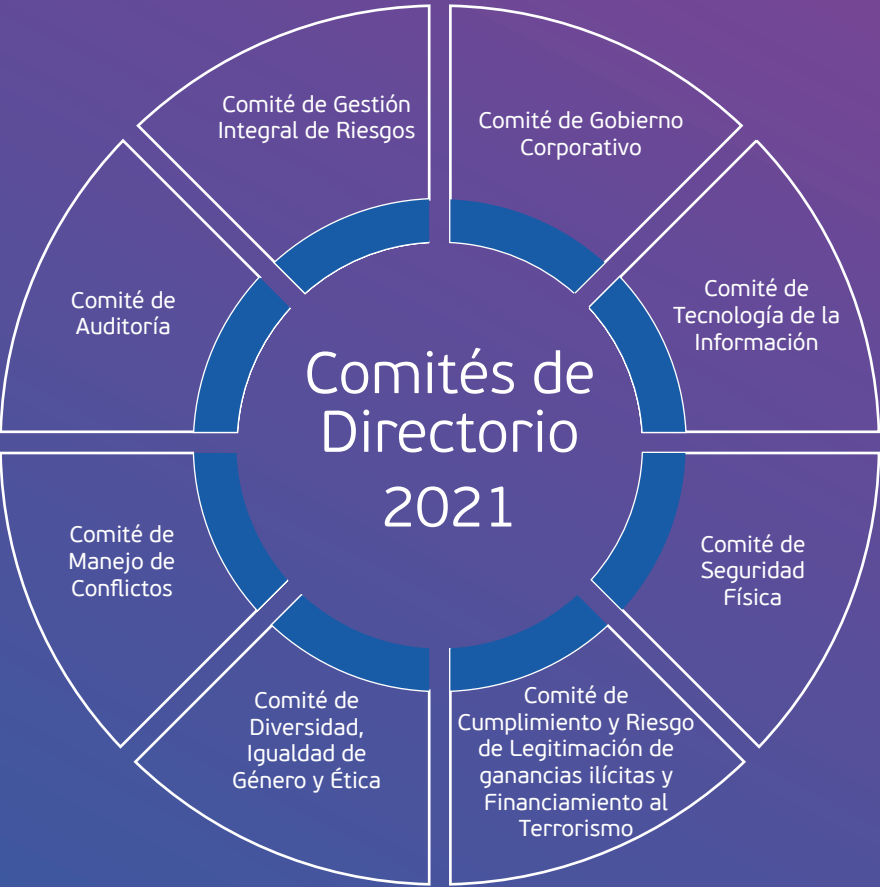 Comité de Gestión
Integral de Riesgos
Comité de Gobierno
Corporativo
Comité de
Tecnología de la
Información
Comité de
Seguridad
Física
Comité de
Cumplimiento y Riesgo
de Legitimación de
ganancias ilícitas y
Financiamiento al
Terrorismo
Comité de
Diversidad,
Igualdad de
Género y Ética
Comité de
Manejo de
Conflictos
Comité de
Auditoría
Comités de
Directorio
2021